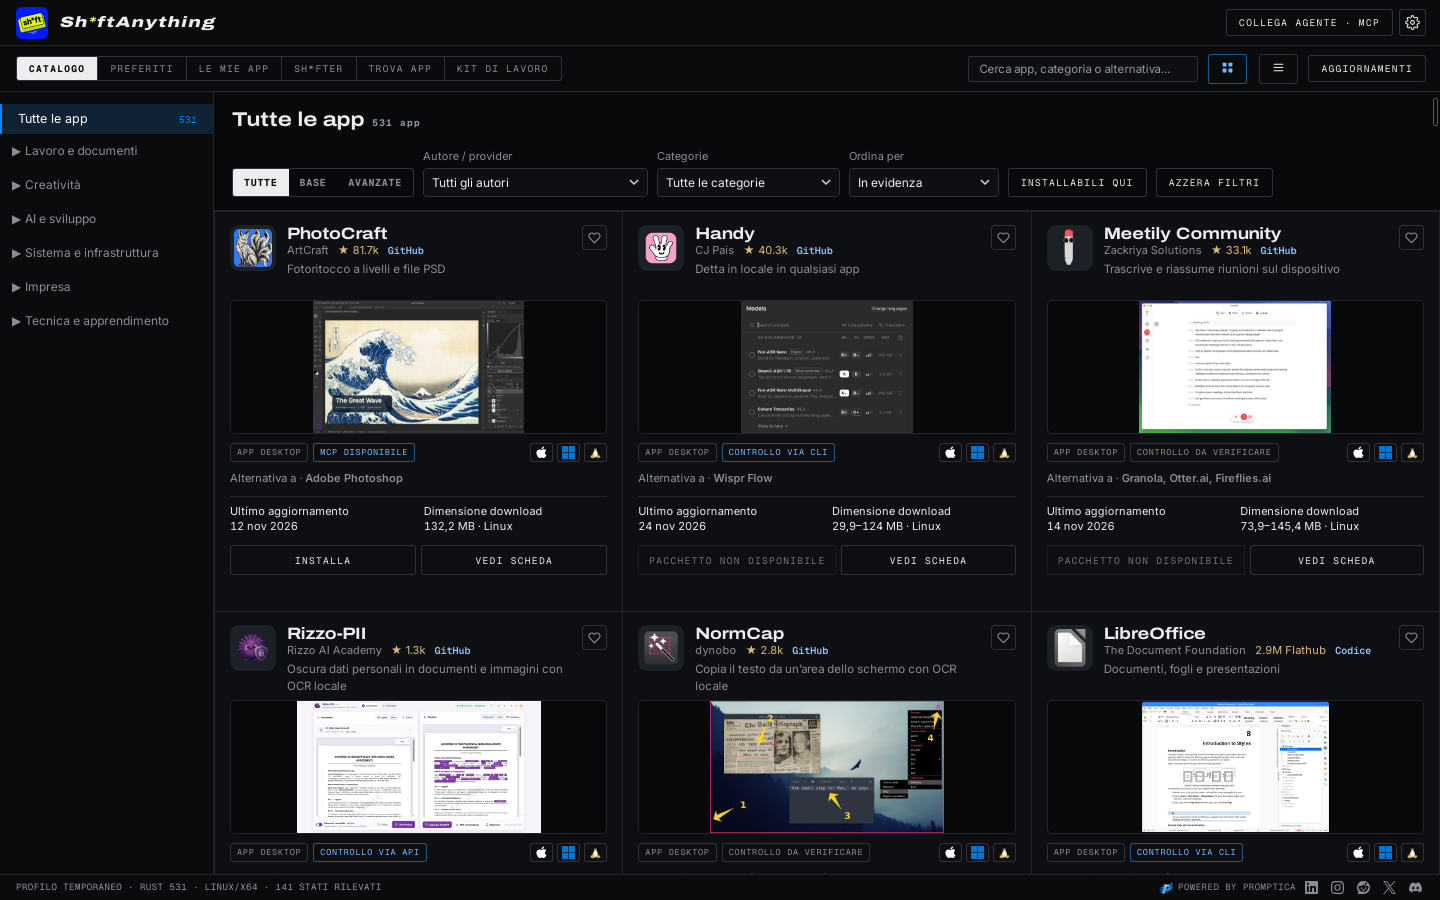 sh*ft
Sh*ftAnything
COLLEGA AGENTE · MCP
CATALOGO
PREFERITI
LE MIE APP
SH*FTER
TROVA APP
KIT DI LAVORO
Cerca app, categoria o alternativa...
AGGIORNAMENTI
Tutte le app 531
▶ Lavoro e documenti
▶ Creatività
▶ AI e sviluppo
▶ Sistema e infrastruttura
▶ Impresa
▶ Tecnica e apprendimento
Tutte le app 531 app
Autore / provider
Categorie
Ordina per
TUTTE
BASE
AVANZATE
Tutti gli autori
Tutte le categorie
In evidenza
INSTALLABILI QUI
AZZERA FILTRI
PhotoCraft
ArtCraft ★ 81.7k GitHub
Fotoritocco a livelli e file PSD
The Great Wave
APP DESKTOP
MCP DISPONIBILE
Alternativa a · Adobe Photoshop
Ultimo aggiornamento
12 nov 2026
Dimensione download
132,2 MB · Linux
INSTALLA
VEDI SCHEDA
Handy
CJ Pais ★ 40.3k GitHub
Detta in locale in qualsiasi app
Models
Change languages
APP DESKTOP
CONTROLLO VIA CLI
Alternativa a · Wispr Flow
Ultimo aggiornamento
24 nov 2026
Dimensione download
29,9–124 MB · Linux
PACCHETTO NON DISPONIBILE
VEDI SCHEDA
Meetily Community
Zackriya Solutions ★ 33.1k GitHub
Trascrive e riassume riunioni sul dispositivo
APP DESKTOP
CONTROLLO DA VERIFICARE
Alternativa a · Granola, Otter.ai, Fireflies.ai
Ultimo aggiornamento
14 nov 2026
Dimensione download
73,9–145,4 MB · Linux
PACCHETTO NON DISPONIBILE
VEDI SCHEDA
Rizzo-PII
Rizzo AI Academy ★ 1.3k GitHub
Oscura dati personali in documenti e immagini con
OCR locale
APP DESKTOP
CONTROLLO VIA API
NormCap
dynobo ★ 2.8k GitHub
Copia il testo da un'area dello schermo con OCR
locale
1
3
4
APP DESKTOP
CONTROLLO DA VERIFICARE
LibreOffice
The Document Foundation 2.9M Flathub Codice
Documenti, fogli e presentazioni
8
Introduction to Styles
APP DESKTOP
CONTROLLO VIA CLI
PROFILO TEMPORANEO · RUST 531 · LINUX/X64 · 141 STATI RILEVATI
POWERED BY PROMPTICA